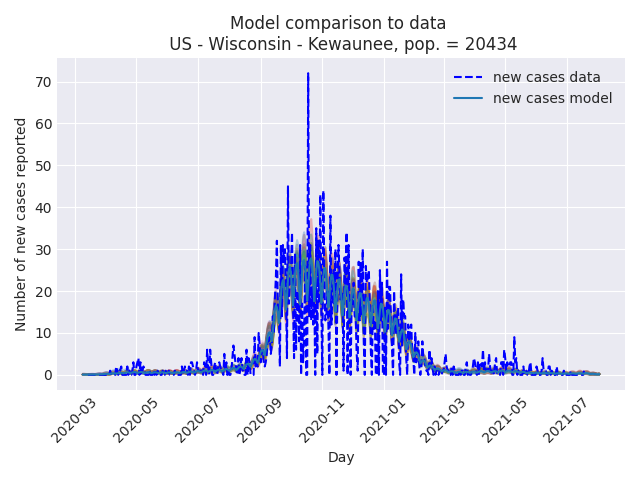 Model comparison to data
US - Wisconsin - Kewaunee, pop. = 20434
new cases data
new cases model
Number of new cases reported
70
60
50
40
30
20
10
0
2020-03
2020-05
2020-07
2020-09
2020-11
2021-01
2021-03
2021-05
2021-07
Day